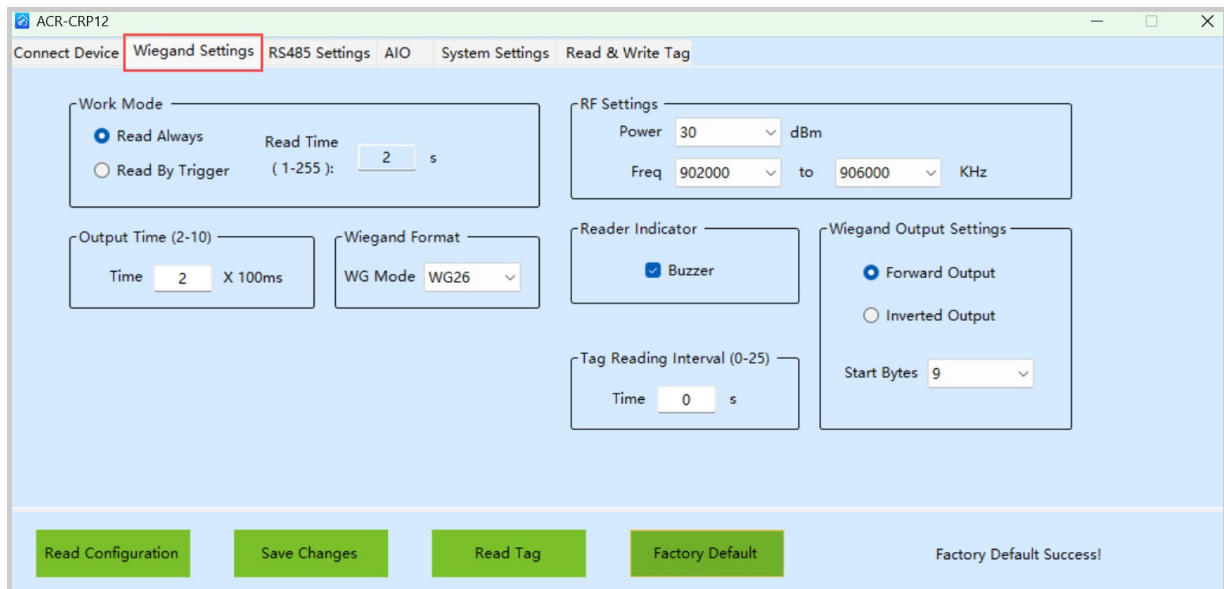 ACR-CRP12
Connect Device Wiegand Settings RS485 Settings AIO System Settings Read & Write Tag
Work Mode
Read Always
Read By Trigger
Read Time
( 1-255 ): 2 s
RF Settings
Power 30 dBm
Freq 902000 to 906000 KHz
Output Time (2-10)
Time 2 X 100ms
Wiegand Format
WG Mode WG26
Reader Indicator
Buzzer
Wiegand Output Settings
Forward Output
Inverted Output
Start Bytes 9
Tag Reading Interval (0-25)
Time 0 s
Read Configuration Save Changes Read Tag Factory Default Factory Default Success!